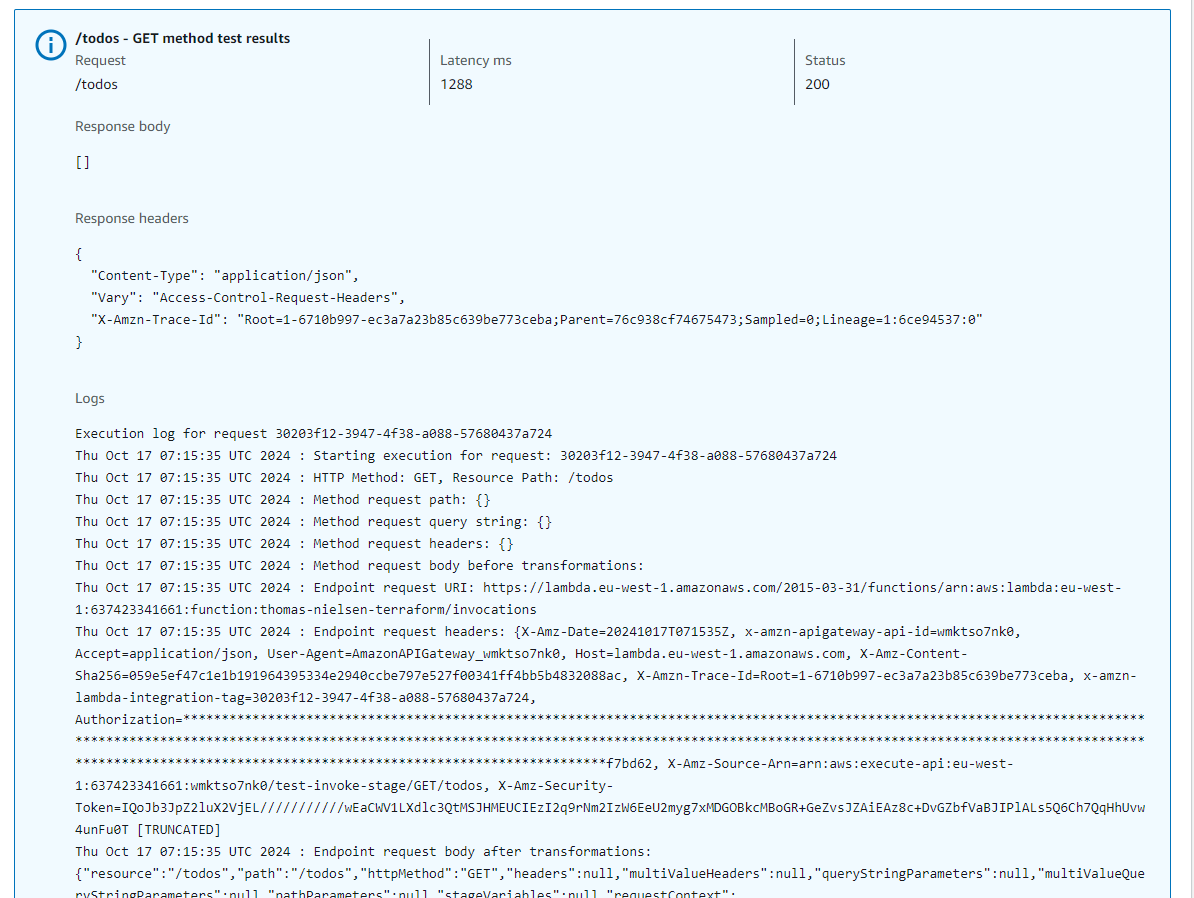 /todos - GET method test results
Request
/todos
Latency ms
1288
Status
200
Response body
[]
Response headers
{
"Content-Type": "application/json",
"Vary": "Access-Control-Request-Headers",
"X-Amzn-Trace-Id": "Root=1-6710b997-ec3a7a23b85c639be773ceba;Parent=76c938cf74675473;Sampled=0;Lineage=1:6ce94537:0"
}
Logs
Execution log for request 30203f12-3947-4f38-a088-57680437a724
Thu Oct 17 07:15:35 UTC 2024 : Starting execution for request: 30203f12-3947-4f38-a088-57680437a724
Thu Oct 17 07:15:35 UTC 2024 : HTTP Method: GET, Resource Path: /todos
Thu Oct 17 07:15:35 UTC 2024 : Method request path: {}
Thu Oct 17 07:15:35 UTC 2024 : Method request query string: {}
Thu Oct 17 07:15:35 UTC 2024 : Method request headers: {}
Thu Oct 17 07:15:35 UTC 2024 : Method request body before transformations:
Thu Oct 17 07:15:35 UTC 2024 : Endpoint request URI: https://lambda.eu-west-1.amazonaws.com/2015-03-31/functions/arn:aws:lambda:eu-west-
1:637423341661:function:thomas-nielsen-terraform/invocations
Thu Oct 17 07:15:35 UTC 2024 : Endpoint request headers: {X-Amz-Date=20241017T071535Z, x-amzn-apigateway-api-id=wmktso7nk0,
Accept=application/json, User-Agent=AmazonAPIGateway_wmktso7nk0, Host=lambda.eu-west-1.amazonaws.com, X-Amz-Content-
Sha256=059e5ef47c1e1b191964395334e2940ccbe797e527f00341ff4bb5b4832088ac, X-Amzn-Trace-Id=Root=1-6710b997-ec3a7a23b85c639be773ceba, x-amzn-
lambda-integration-tag=30203f12-3947-4f38-a088-57680437a724,
Authorization=*****************************************************************************************************************************
*******************************************************************************************************************************************
*********************************************************************f7bd62, X-Amz-Source-Arn=arn:aws:execute-api:eu-west-
1:637423341661:wmktso7nk0/test-invoke-stage/GET/todos, X-Amz-Security-
Token=IQoJb3JpZ2luX2VjEL///////////wEaCWV1LXdlc3QtMSJHMEUCIEzI2q9rNm2IzW6EeU2myg7xMDGOBkcMBoGR+GeZvsJZAiEAz8c+DvGZbfVaBJIPlALs5Q6Ch7QqHhUvw
4unFu0T [TRUNCATED]
Thu Oct 17 07:15:35 UTC 2024 : Endpoint request body after transformations:
{"resource":"/todos","path":"/todos","httpMethod":"GET","headers":null,"multiValueHeaders":null,"queryStringParameters":null,"multiValueQue
ryStringParameters":null,"pathParameters":null,"stageVariables":null,"requestContext":